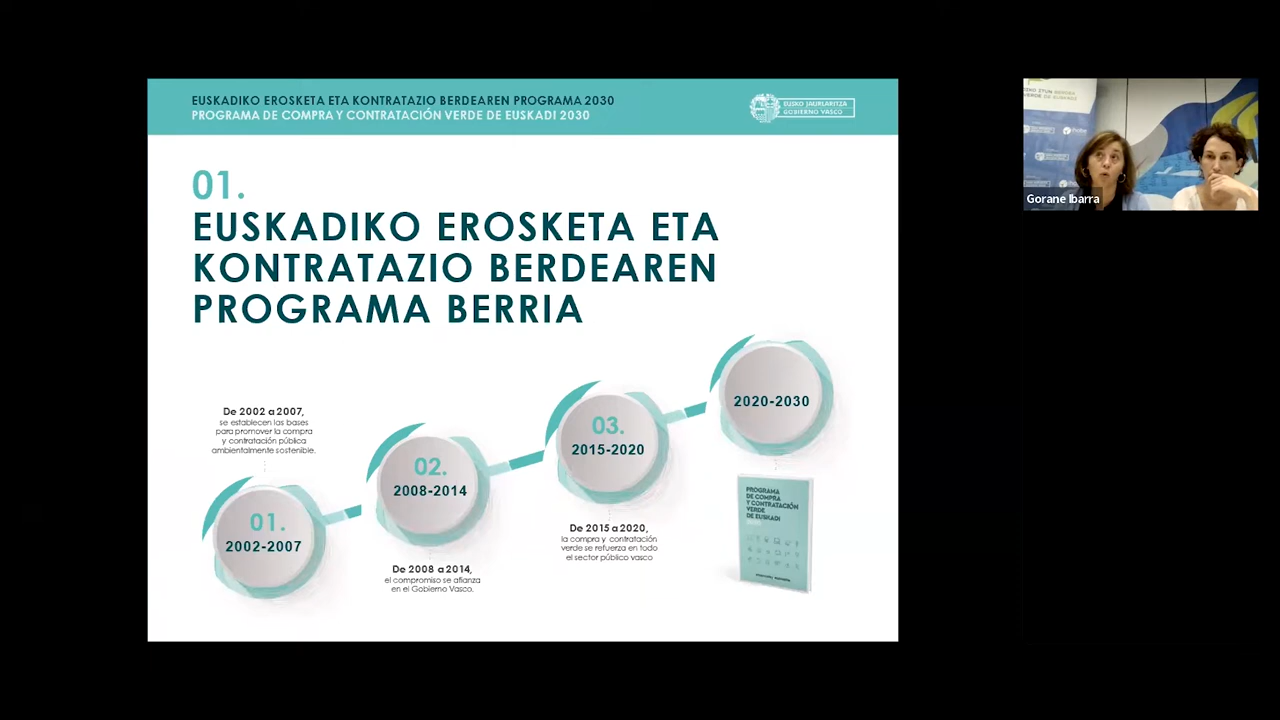 EUSKADIKO EROSKETA ETA KONTRATAZIO BERDEAREN PROGRAMA 2030
PROGRAMA DE COMPRA Y CONTRATACIÓN VERDE DE EUSKADI 2030
EUSKO JAURLARITZA
GOBIERNO VASCO
01.
EUSKADIKO EROSKETA ETA
KONTRATAZIO BERDEAREN
PROGRAMA BERRIA
De 2002 a 2007,
se establecen las bases
para promover la compra
y contratación pública
ambientalmente sostenible.
01.
2002-2007
02.
2008-2014
De 2008 a 2014,
el compromiso se afianza
en el Gobierno Vasco.
03.
2015-2020
De 2015 a 2020,
la compra y contratación
verde se refuerza en todo
el sector público vasco
2020-2030
PROGRAMA
DE COMPRA
Y CONTRATACIÓN
VERDE
DE EUSKADI
VERDE DE EUSKADI
Gorane Ibarra